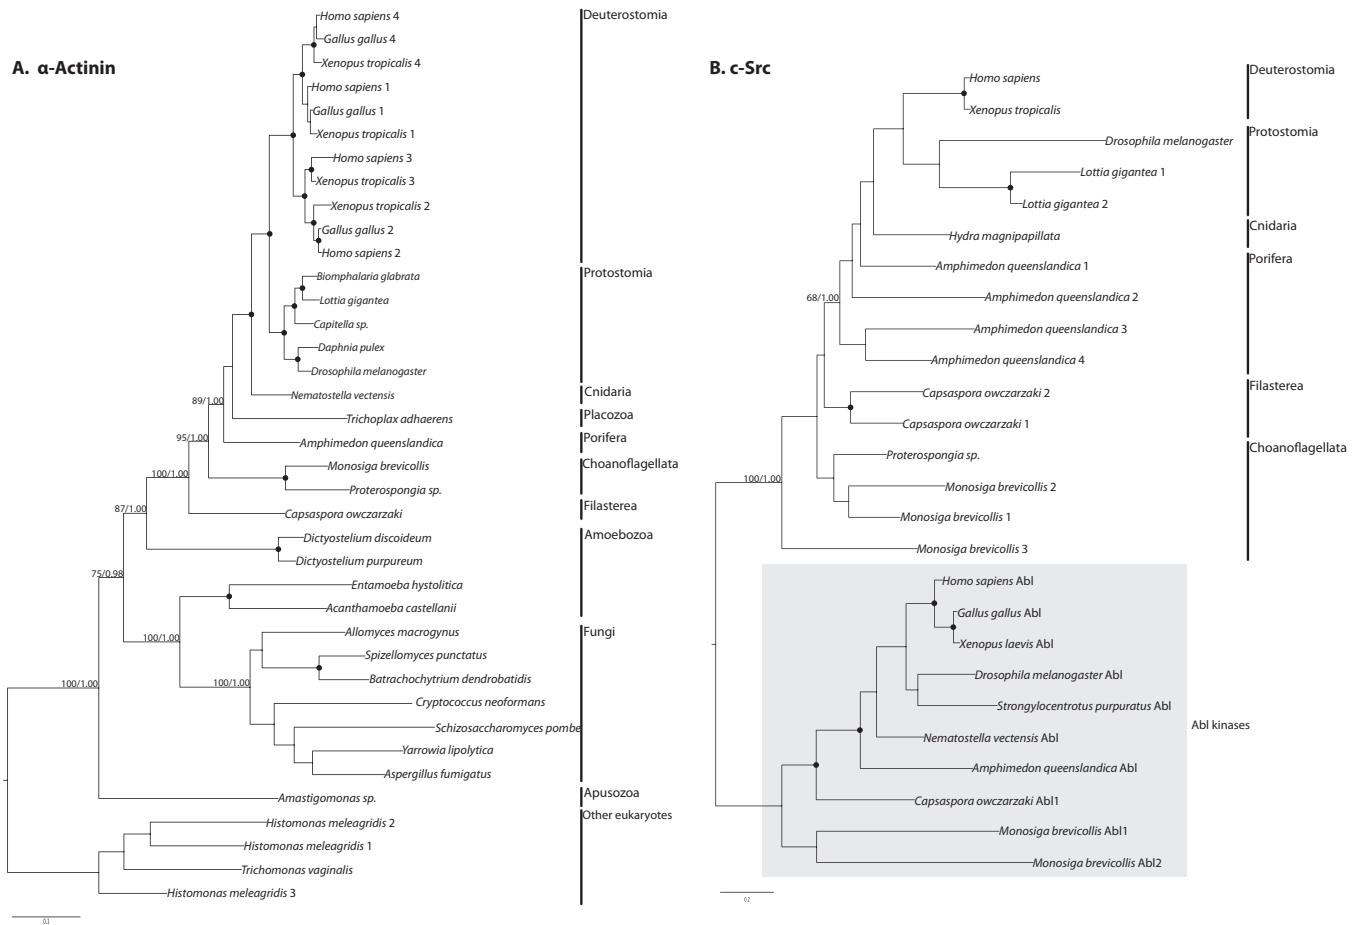 A. α-Actinin
Homo sapiens 4
Gallus gallus 4
Xenopus tropicalis 4
Homo sapiens 1
Gallus gallus 1
Xenopus tropicalis 1
Homo sapiens 3
Xenopus tropicalis 3
Xenopus tropicalis 2
Gallus gallus 2
Homo sapiens 2
Biomphalaria glabrata
Lottia gigantea
Capitella sp.
Daphnia pulex
Drosophila melanogaster
Nematostella vectensis
Trichoplax adhaerens
Amphimedon queenslandica
Monosiga brevicollis
Proterospongia sp.
Capsaspora owczarzaki
Dictyostelium discoideum
Dictyostelium purpureum
Entamoeba hystolitica
Acanthamoeba castellanii
Allomyces macrogynus
Spizellomyces punctatus
Batrachochytrium dendrobatidis
Cryptococcus neoformans
Schizosaccharomyces pombe
Yarrowia lipolytica
Aspergillus fumigatus
Amastigomonas sp.
Histomonas meleagridis 2
Histomonas meleagridis 1
Trichomonas vaginalis
Histomonas meleagridis 3
89/1.00
95/1.00
100/1.00
87/1.00
75/0.98
100/1.00
100/1.00
100/1.00
0.1
Deuterostomia
Protostomia
Cnidaria
Placozoa
Porifera
Choanoflagellata
Filasterea
Amoebozoa
Fungi
Apusozoa
Other eukaryotes
B. c-Src
Homo sapiens
Xenopus tropicalis
Drosophila melanogaster
Lottia gigantea 1
Lottia gigantea 2
Hydra magnipapillata
Amphimedon queenslandica 1
Amphimedon queenslandica 2
Amphimedon queenslandica 3
Amphimedon queenslandica 4
Capsaspora owczarzaki 2
Capsaspora owczarzaki 1
Proterospongia sp.
Monosiga brevicollis 2
Monosiga brevicollis 1
Monosiga brevicollis 3
Homo sapiens Abl
Gallus gallus Abl
Xenopus laevis Abl
Drosophila melanogaster Abl
Strongylocentrotus purpuratus Abl
Nematostella vectensis Abl
Amphimedon queenslandica Abl
Capsaspora owczarzaki Abl1
Monosiga brevicollis Abl1
Monosiga brevicollis Abl2
68/1.00
100/1.00
0.2
Deuterostomia
Protostomia
Cnidaria
Porifera
Filasterea
Choanoflagellata
Abl kinases